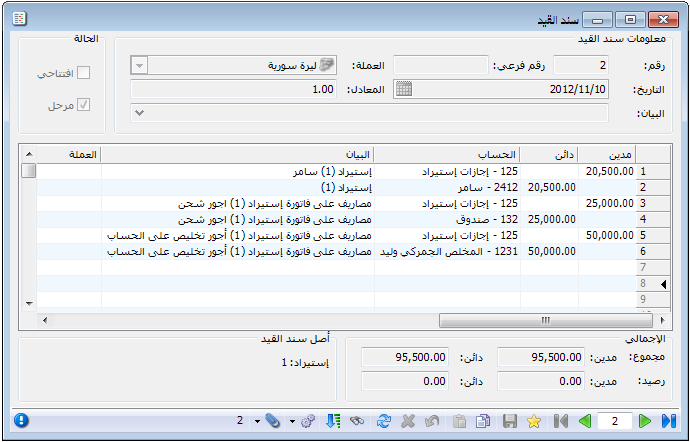 سند القيد
معلومات سند القيد
الحالة
رقم: 2 رقم فرعي: العملة: ليرة سورية
افتتاحي
التاريخ: 2012/11/10 المعادل: 1.00
مرحل
البيان:
مدين دائن الحساب البيان العملة
1 20,500.00 125 - إجازات إستيراد إستيراد (1) سامر
2 20,500.00 2412 - سامر إستيراد (1)
3 25,000.00 125 - إجازات إستيراد مصاريف على فاتورة إستيراد (1) اجور شحن
4 25,000.00 132 - صندوق مصاريف على فاتورة إستيراد (1) اجور شحن
5 50,000.00 125 - إجازات إستيراد مصاريف على فاتورة إستيراد (1) أجور تخليص على الحساب
6 50,000.00 1231 - المخلص الجمركي وليد مصاريف على فاتورة إستيراد (1) أجور تخليص على الحساب
7
8
9
الإجمالي
أصل سند القيد
مجموع: مدين: 95,500.00 دائن: 95,500.00
إستيراد: 1
رصيد: مدين: 0.00 دائن: 0.00
2 2